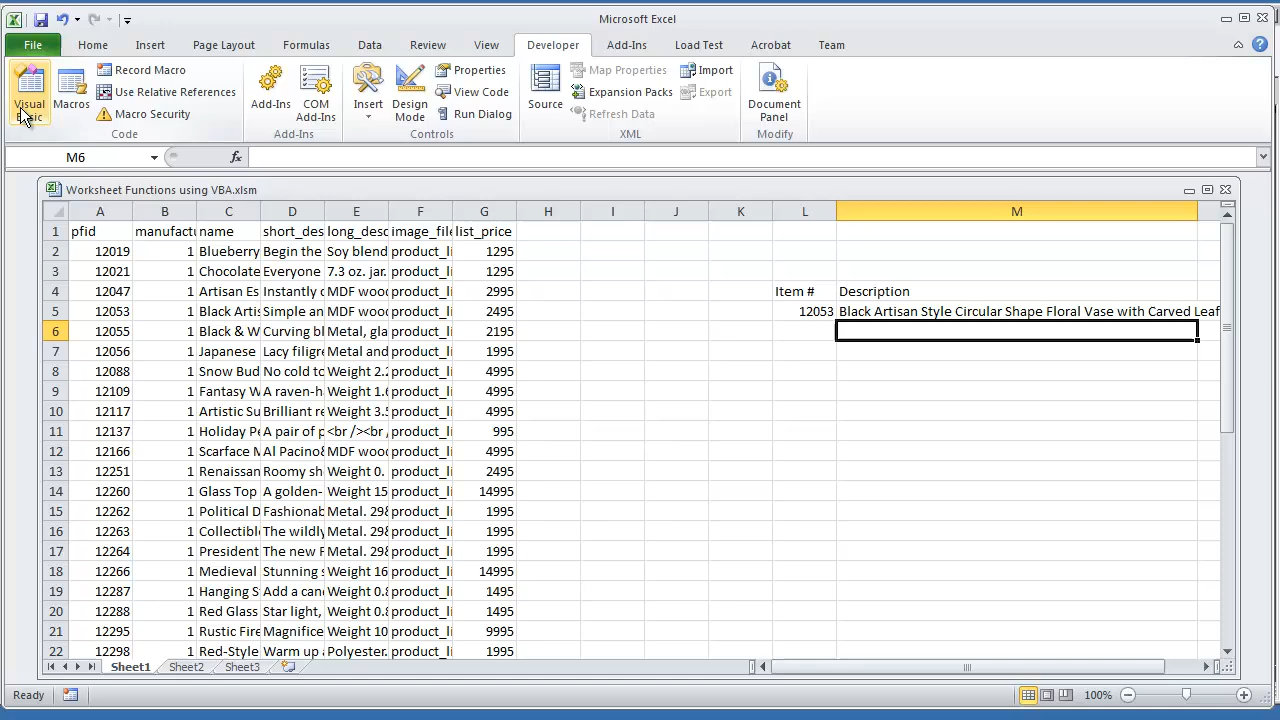 Microsoft Excel
File Home Insert Page Layout Formulas Data Review View Developer Add-Ins Load Test Acrobat Team
Visual Basic
Macros
Record Macro
Use Relative References
Macro Security
Code
Add-Ins
COM Add-Ins
Add-Ins
Insert
Design Mode
Properties
View Code
Run Dialog
Controls
Source
Map Properties
Expansion Packs
Refresh Data
Import
Export
XML
Document Panel
Modify
M6 fx
Worksheet Functions using VBA.xlsm
A B C D E F G H I J K L M
1 pfid manufactu name short_des long_desc image_file list_price
2 12019 1 Blueberry Begin the Soy blend product_li 1295
3 12021 1 Chocolate Everyone 7.3 oz. jar. product_li 1295
4 12047 1 Artisan Es Instantly c MDF wood product_li 2995 Item # Description
5 12053 1 Black Artis Simple an MDF wood product_li 2495 12053 Black Artisan Style Circular Shape Floral Vase with Carved Leaf
6 12055 1 Black & W Curving bl Metal, gla product_li 2195
7 12056 1 Japanese Lacy filigre Metal and product_li 1995
8 12088 1 Snow Bud No cold to Weight 2.2 product_li 4995
9 12109 1 Fantasy W A raven-h Weight 1.6 product_li 4995
10 12117 1 Artistic Su Brilliant re Weight 3.5 product_li 4995
11 12137 1 Holiday Pe A pair of p <br /><br / product_li 995
12 12166 1 Scarface M Al Pacino& MDF wood product_li 4995
13 12251 1 Renaissan Roomy sh Weight 0. product_li 2495
14 12260 1 Glass Top A golden- Weight 15 product_li 14995
15 12262 1 Political D Fashionab Metal. 298 product_li 1995
16 12263 1 Collectible The wildly Metal. 298 product_li 1995
17 12264 1 President The new P Metal. 298 product_li 1995
18 12266 1 Medieval Stunning s Weight 16 product_li 14995
19 12287 1 Hanging S Add a can Weight 0.8 product_li 1495
20 12288 1 Red Glass Star light, Weight 0.8 product_li 1495
21 12295 1 Rustic Fire Magnifice Weight 10 product_li 9995
22 12298 1 Red-Style Warm up Polyester. product_li 1995
Sheet1 Sheet2 Sheet3
Ready 100%